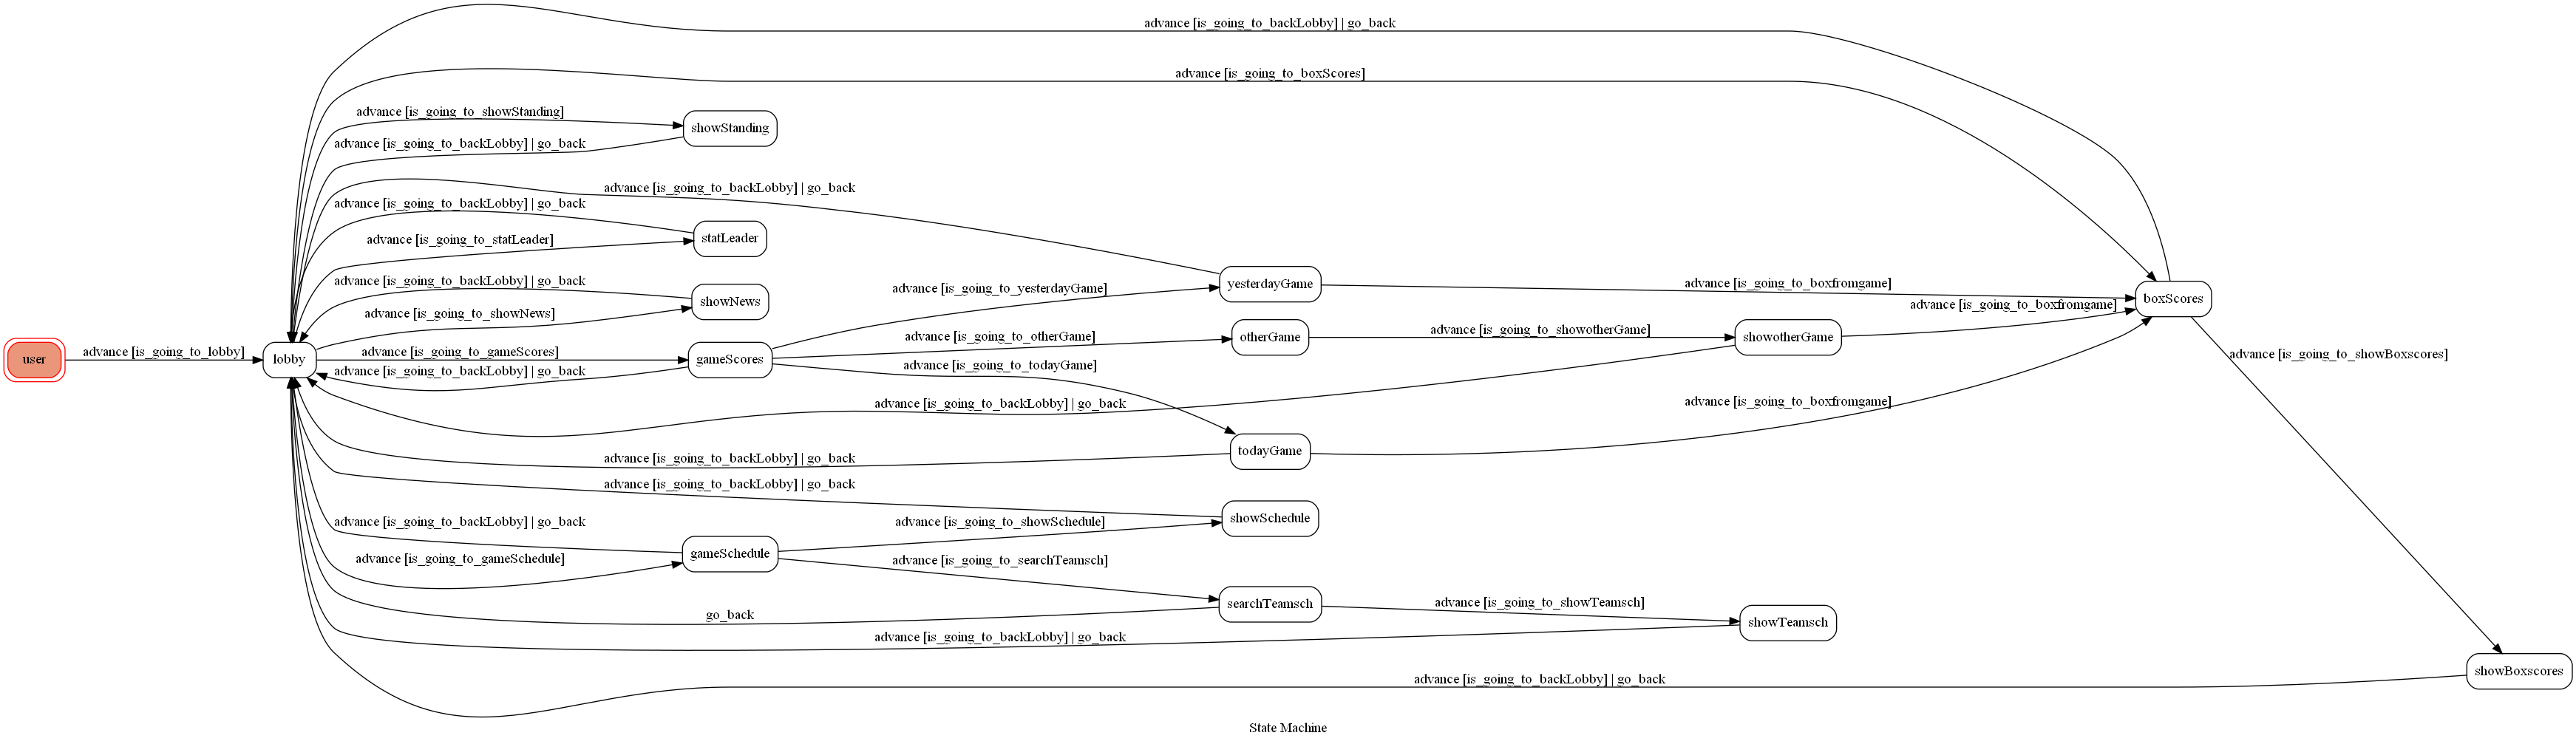 advance [is_going_to_backLobby] | go_back
advance [is_going_to_boxScores]
advance [is_going_to_showStanding]
showStanding
advance [is_going_to_backLobby] | go_back
advance [is_going_to_backLobby] | go_back
advance [is_going_to_backLobby] | go_back
statLeader
advance [is_going_to_statLeader]
advance [is_going_to_backLobby] | go_back
yesterdayGame
advance [is_going_to_boxfromgame]
advance [is_going_to_yesterdayGame]
boxScores
showNews
advance [is_going_to_boxfromgame]
advance [is_going_to_showNews]
advance [is_going_to_otherGame]
otherGame
advance [is_going_to_showotherGame]
showotherGame
user
advance [is_going_to_lobby]
lobby
advance [is_going_to_gameScores]
gameScores
advance [is_going_to_showBoxscores]
advance [is_going_to_todayGame]
advance [is_going_to_backLobby] | go_back
advance [is_going_to_backLobby] | go_back
advance [is_going_to_boxfromgame]
todayGame
advance [is_going_to_backLobby] | go_back
advance [is_going_to_backLobby] | go_back
showSchedule
advance [is_going_to_backLobby] | go_back
advance [is_going_to_showSchedule]
gameSchedule
advance [is_going_to_gameSchedule]
advance [is_going_to_searchTeamsch]
searchTeamsch
advance [is_going_to_showTeamsch]
go_back
showTeamsch
advance [is_going_to_backLobby] | go_back
showBoxscores
advance [is_going_to_backLobby] | go_back
State Machine